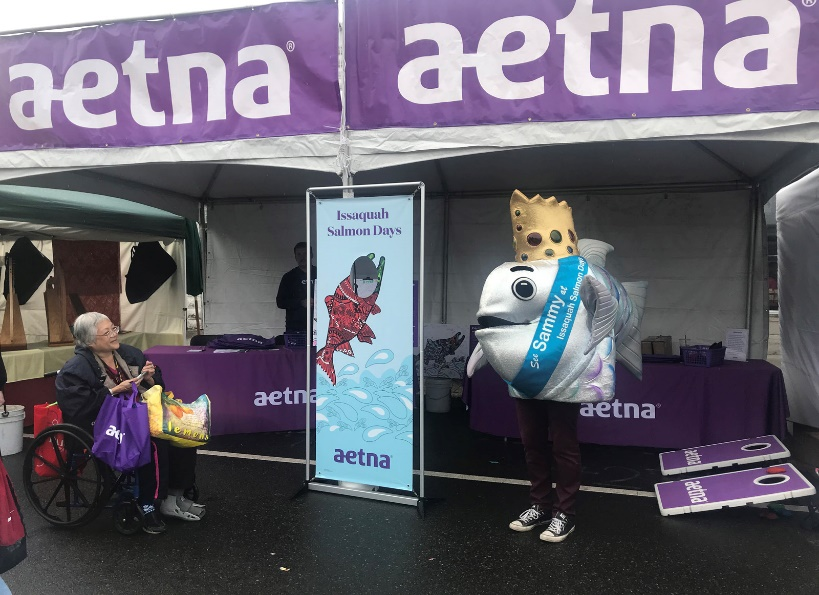 aetna®
aetna®
Issaquah
Salmon Days
aetna
See Sammy at
Issaquah Salmon Days
aetna
aetna
aetna
aetna